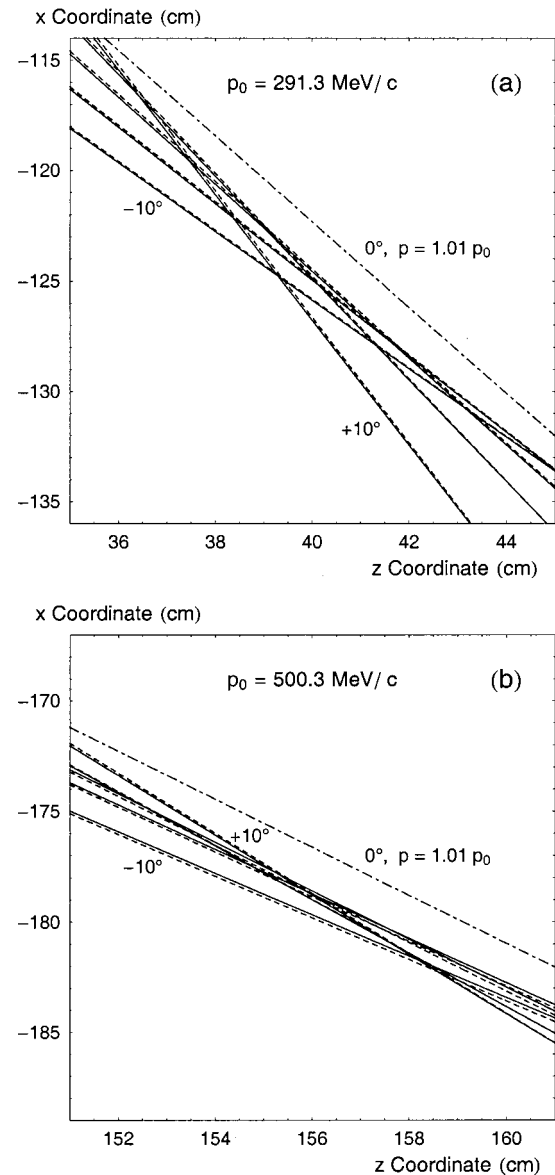 x Coordinate (cm)
−114
p₀ = 291.3 MeV/ c
(a)
−115
−120
−10°
0°, p = 1.01 p₀
−125
−130
+10°
−135
36
38
40
42
44
z Coordinate (cm)
x Coordinate (cm)
p₀ = 500.3 MeV/ c
(b)
−170
−175
+10°
−10°
0°, p = 1.01 p₀
−180
−185
152
154
156
158
160
z Coordinate (cm)